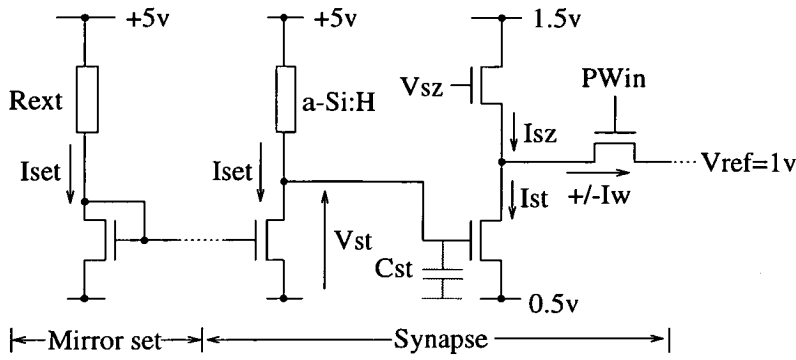 +5v +5v 1.5v
Rext a-Si:H Vsz PWin
Isz
Iset Iset Vref=1v
Ist +/-Iw
Vst
Cst
0.5v
Mirror set Synapse